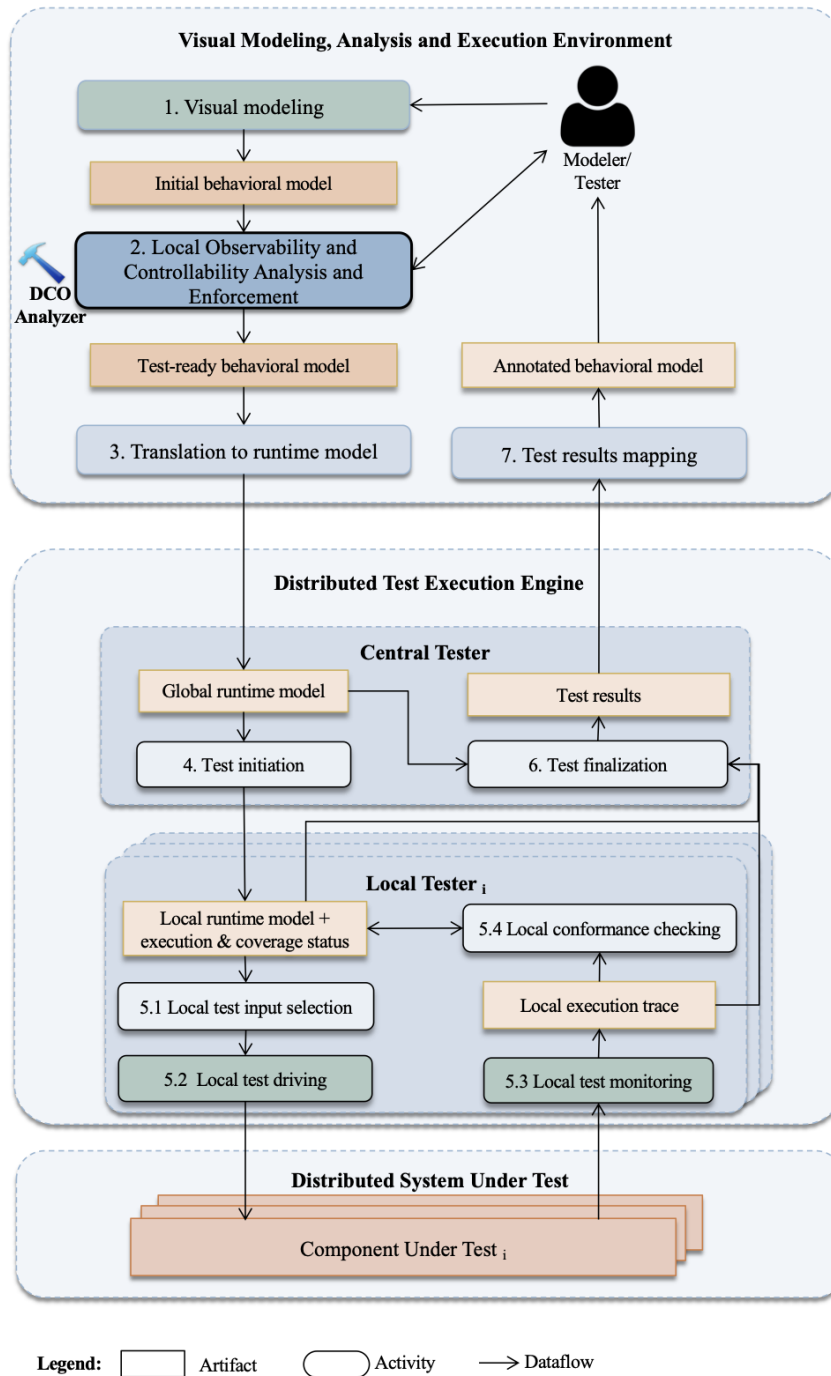 Visual Modeling, Analysis and Execution Environment
1. Visual modeling
Modeler/
Tester
Initial behavioral model
2. Local Observability and
Controllability Analysis and
Enforcement
DCO
Analyzer
Test-ready behavioral model
Annotated behavioral model
3. Translation to runtime model
7. Test results mapping
Distributed Test Execution Engine
Central Tester
Global runtime model
Test results
4. Test initiation
6. Test finalization
Local Tester i
Local runtime model +
execution & coverage status
5.4 Local conformance checking
5.1 Local test input selection
Local execution trace
5.2 Local test driving
5.3 Local test monitoring
Distributed System Under Test
Component Under Test i
Legend:
Artifact
Activity
Dataflow